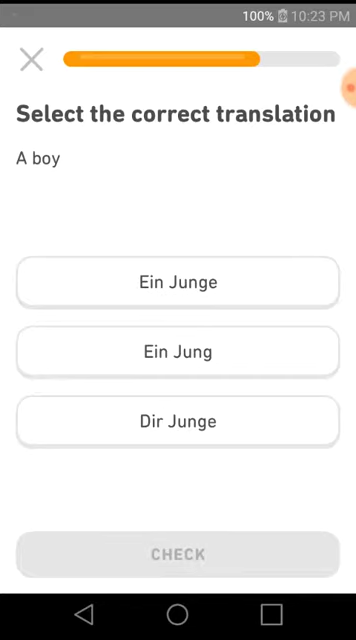 100% 10:23 PM
Select the correct translation
A boy
Ein Junge
Ein Jung
Dir Junge
CHECK